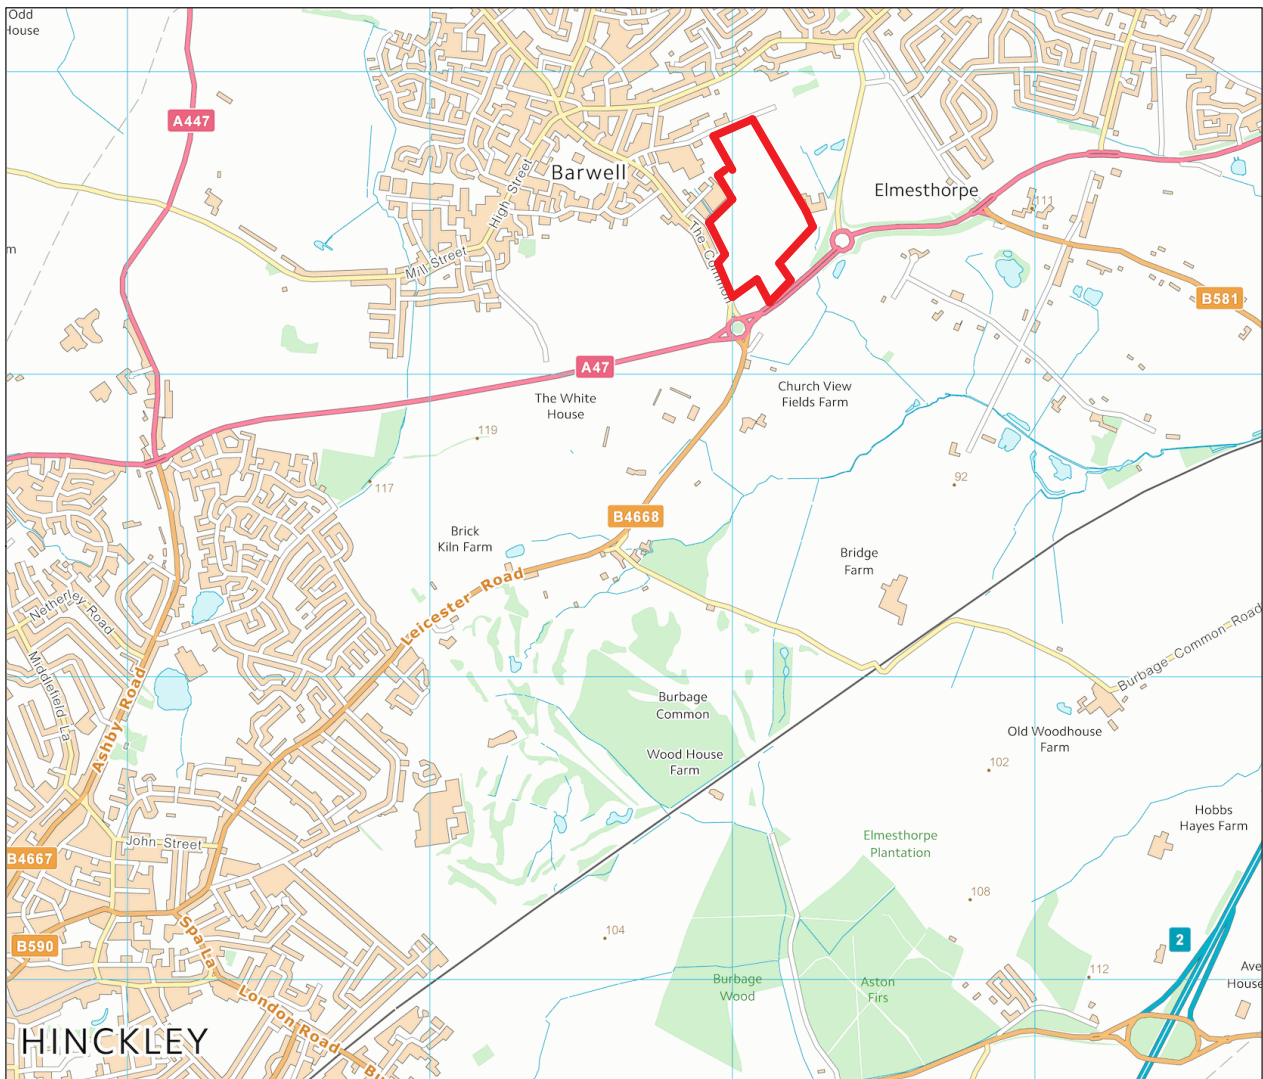 Odd
House
A447
Barwell
High Street
Elmesthorpe
111
m
The Common
Mill Street
B581
A47
Church View
Fields Farm
The White
House
119
117
92
B4668
Brick
Kiln Farm
Bridge
Farm
Leicester Road
Netherley Road
Middlefield La
Ashby Road
Burbage Common Road
Burbage
Common
Old Woodhouse
Farm
Wood House
Farm
102
Hobbs
Hayes Farm
John Street
Elmesthorpe
Plantation
B4667
108
Spa La
104
2
B590
112
Ave
House
Burbage
Wood
Aston
Firs
London Road
HINCKLEY
Bu